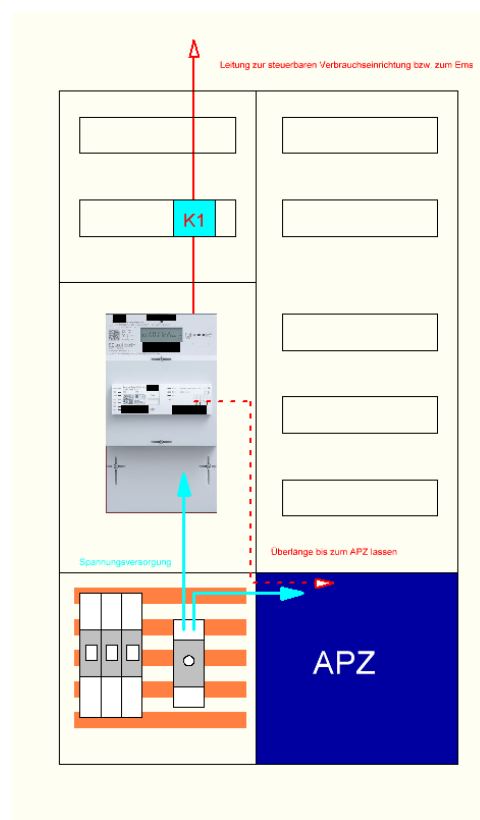 Leitung zur steuerbaren Verbrauchseinrichtung bzw. zum Ems
K1
Überlänge bis zum APZ lassen
Spannungsversorgung
APZ